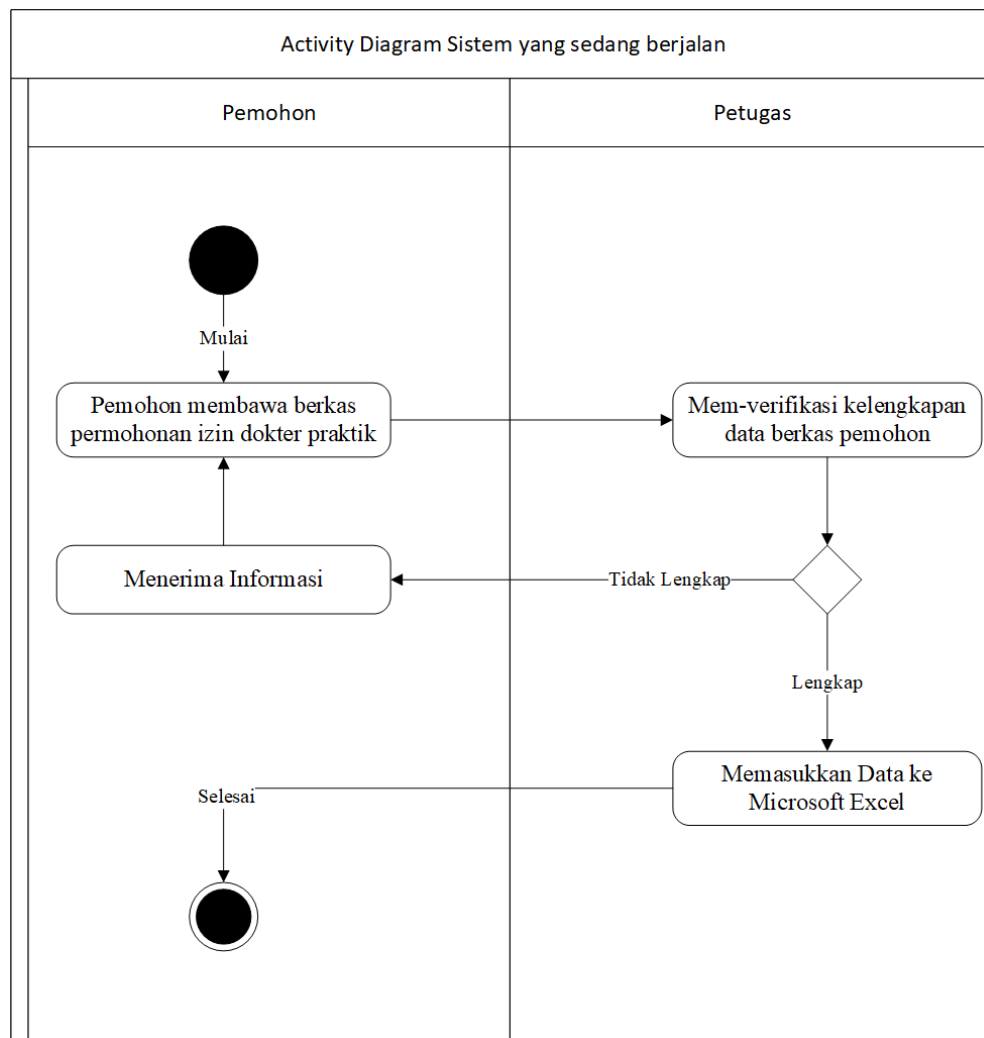 Activity Diagram Sistem yang sedang berjalan
Pemohon
Petugas
Mulai
Pemohon membawa berkas
permohonan izin dokter praktik
Mem-verifikasi kelengkapan
data berkas pemohon
Menerima Informasi
Tidak Lengkap
Lengkap
Memasukkan Data ke
Microsoft Excel
Selesai